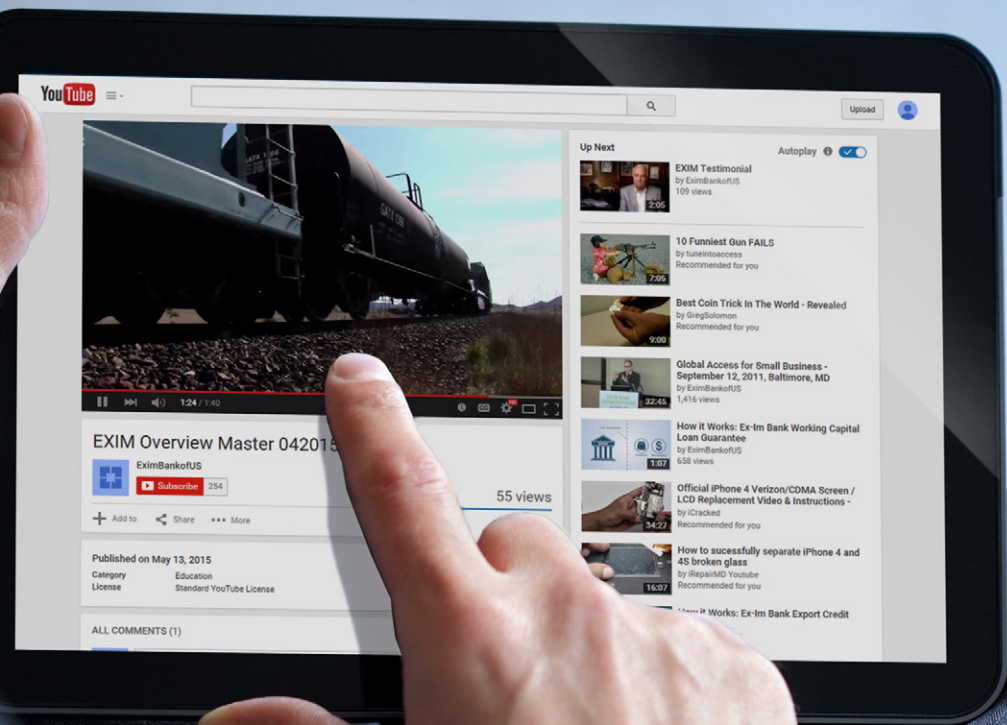 YouTube
Upload
GATX 1366
GATX 1366
1:24 / 1:40
EXIM Overview Master 042015
EximBankofUS
Subscribe 254
55 views
Add to Share More
Published on May 13, 2015
Category Education
License Standard YouTube License
ALL COMMENTS (1)
Up Next Autoplay
EXIM Testimonial
by EximBankofUS
109 views
2:05
10 Funniest Gun FAILS
by tuneintoaccess
Recommended for you
7:05
Best Coin Trick In The World - Revealed
by GregSolomon
Recommended for you
9:00
Global Access for Small Business -
September 12, 2011, Baltimore, MD
by EximBankofUS
1,416 views
32:45
How it Works: Ex-Im Bank Working Capital
Loan Guarantee
by EximBankofUS
658 views
1:07
Official iPhone 4 Verizon/CDMA Screen /
LCD Replacement Video & Instructions -
by iCracked
Recommended for you
34:27
How to sucessfully separate iPhone 4 and
4S broken glass
by iRepairMD Youtube
Recommended for you
16:07
How it Works: Ex-Im Bank Export Credit